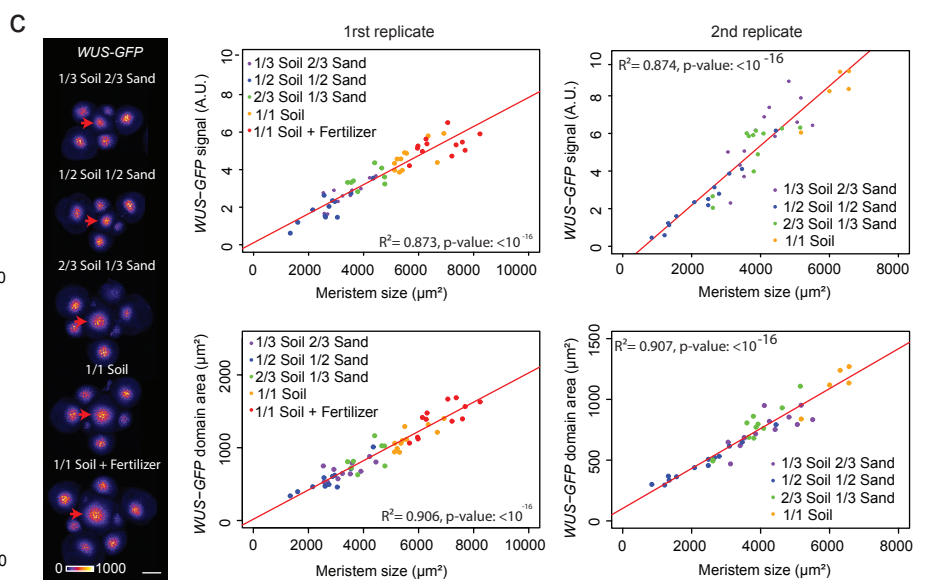 C
WUS-GFP
1/3 Soil 2/3 Sand
1/2 Soil 1/2 Sand
2/3 Soil 1/3 Sand
1/1 Soil
1/1 Soil + Fertilizer
0 1000
0
0
1rst replicate
WUS−GFP signal (A.U.)
10
8
6
4
2
0
1/3 Soil 2/3 Sand
1/2 Soil 1/2 Sand
2/3 Soil 1/3 Sand
1/1 Soil
1/1 Soil + Fertilizer
R²= 0.873, p-value: <10⁻¹⁶
0 2000 4000 6000 8000 10000
Meristem size (µm²)
2nd replicate
WUS−GFP signal (A.U.)
10
8
6
4
2
0
R²= 0.874, p-value: <10⁻¹⁶
1/3 Soil 2/3 Sand
1/2 Soil 1/2 Sand
2/3 Soil 1/3 Sand
1/1 Soil
0 2000 4000 6000 8000
Meristem size (µm²)
WUS−GFP domain area (µm²)
2000
1000
0
1/3 Soil 2/3 Sand
1/2 Soil 1/2 Sand
2/3 Soil 1/3 Sand
1/1 Soil
1/1 Soil + Fertilizer
R²= 0.906, p-value: <10⁻¹⁶
0 2000 4000 6000 8000 10000
Meristem size (µm²)
WUS−GFP domain area (µm²)
1500
1000
500
0
R²= 0.907, p-value: <10⁻¹⁶
1/3 Soil 2/3 Sand
1/2 Soil 1/2 Sand
2/3 Soil 1/3 Sand
1/1 Soil
0 2000 4000 6000 8000
Meristem size (µm²)